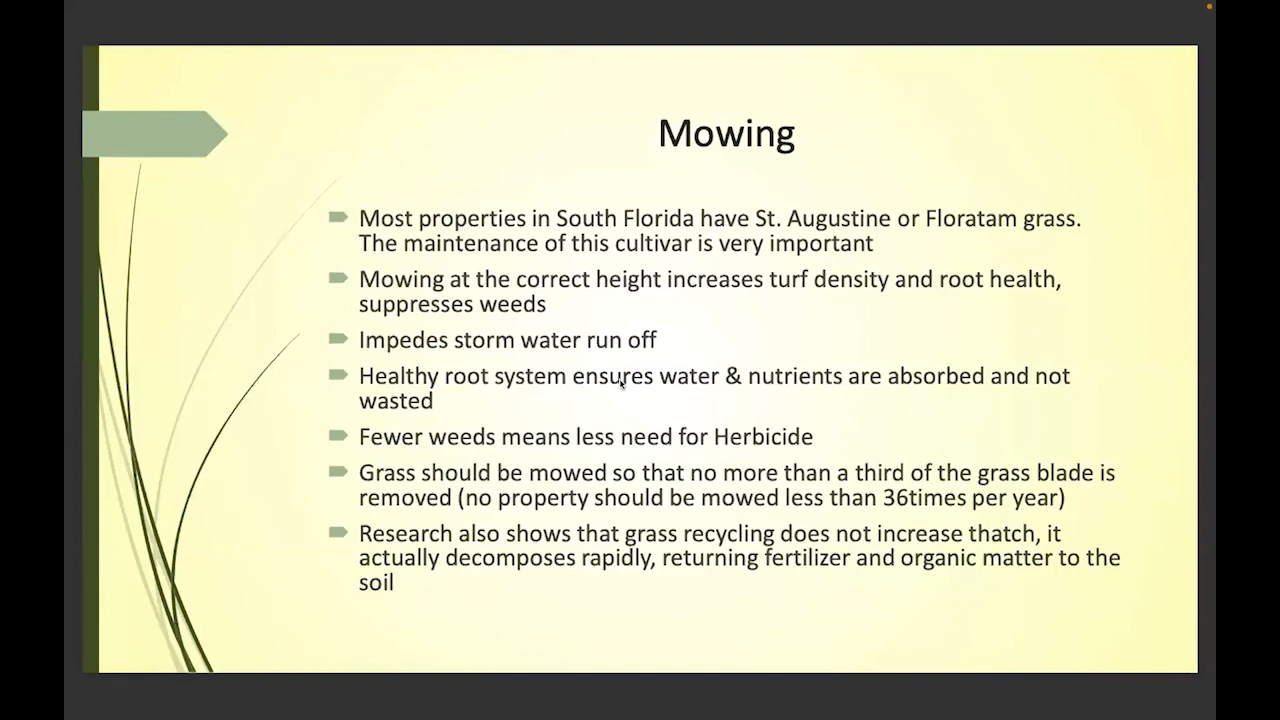 Mowing
Most properties in South Florida have St. Augustine or Floratam grass.
The maintenance of this cultivar is very important
Mowing at the correct height increases turf density and root health,
suppresses weeds
Impedes storm water run off
Healthy root system ensures water & nutrients are absorbed and not
wasted
Fewer weeds means less need for Herbicide
Grass should be mowed so that no more than a third of the grass blade is
removed (no property should be mowed less than 36times per year)
Research also shows that grass recycling does not increase thatch, it
actually decomposes rapidly, returning fertilizer and organic matter to the
soil